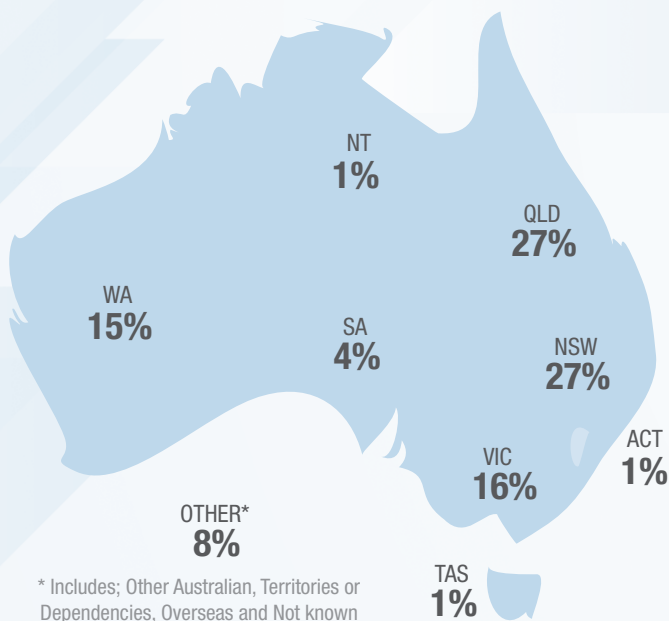 NT
1%
QLD
27%
WA
15%
SA
4%
NSW
27%
ACT
1%
VIC
16%
OTHER*
8%
TAS
1%
* Includes; Other Australian, Territories or
Dependencies, Overseas and Not known